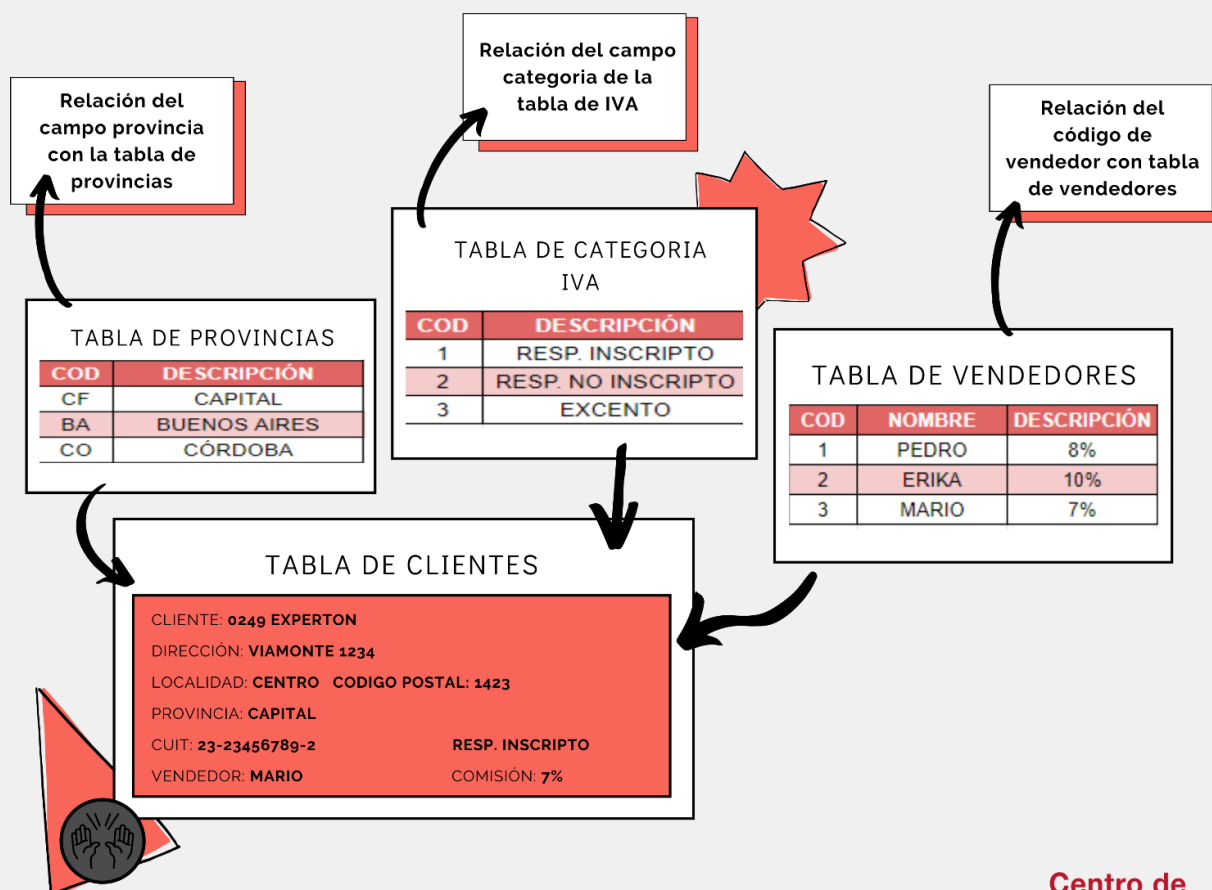 Relación del
campo provincia
con la tabla de
provincias
Relación del campo
categoria de la
tabla de IVA
Relación del
código de
vendedor con tabla
de vendedores
TABLA DE PROVINCIAS
COD DESCRIPCIÓN
CF CAPITAL
BA BUENOS AIRES
CO CÓRDOBA
TABLA DE CATEGORIA
IVA
COD DESCRIPCIÓN
1 RESP. INSCRIPTO
2 RESP. NO INSCRIPTO
3 EXCENTO
TABLA DE VENDEDORES
COD NOMBRE DESCRIPCIÓN
1 PEDRO 8%
2 ERIKA 10%
3 MARIO 7%
TABLA DE CLIENTES
CLIENTE: 0249 EXPERTON
DIRECCIÓN: VIAMONTE 1234
LOCALIDAD: CENTRO CODIGO POSTAL: 1423
PROVINCIA: CAPITAL
CUIT: 23-23456789-2 RESP. INSCRIPTO
VENDEDOR: MARIO COMISIÓN: 7%
Centro de